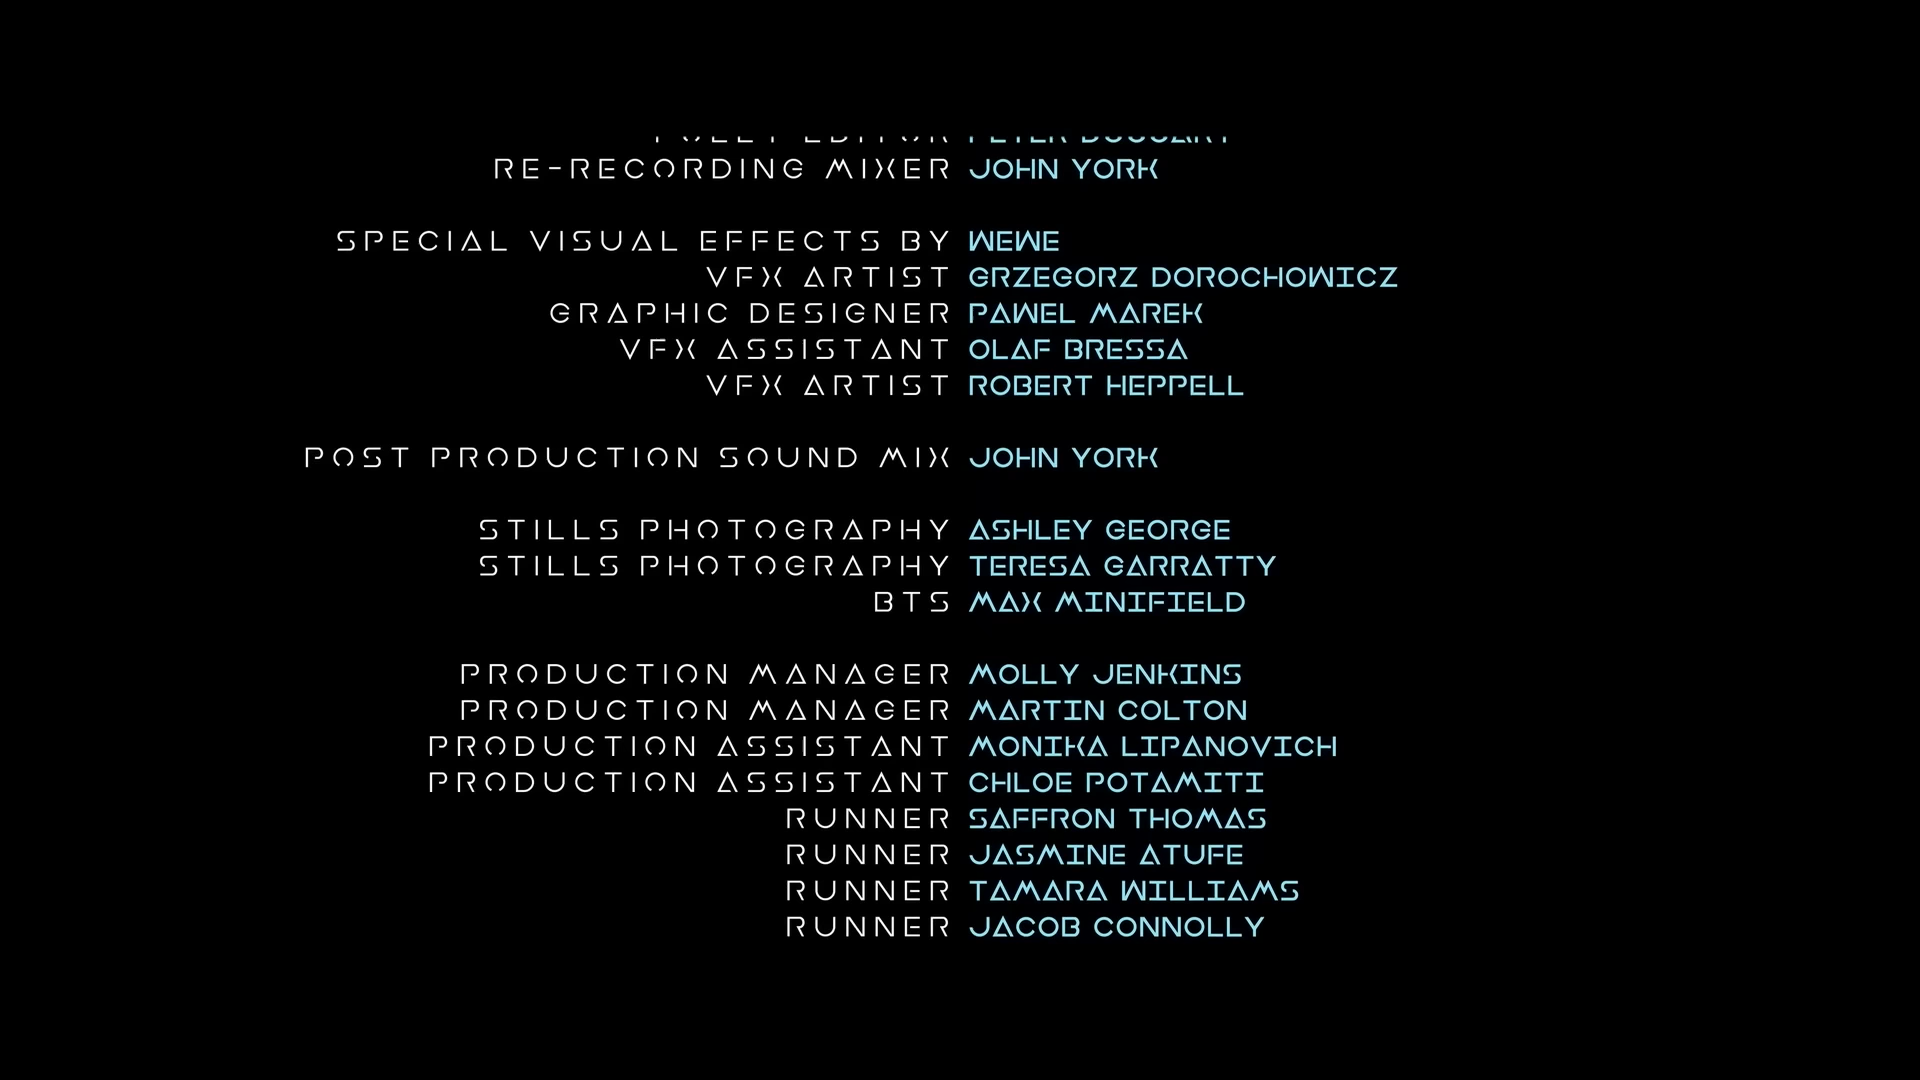 FOLEY EDITOR PETER
RE-RECORDING MIXER JOHN YORK
SPECIAL VISUAL EFFECTS BY WEWE
VFX ARTIST GRZEGORZ DOROCHOWICZ
GRAPHIC DESIGNER PAWEL MAREK
VFX ASSISTANT OLAF BRESSA
VFX ARTIST ROBERT HEPPELL
POST PRODUCTION SOUND MIX JOHN YORK
STILLS PHOTOGRAPHY ASHLEY GEORGE
STILLS PHOTOGRAPHY TERESA GARRATTY
BTS MAX MINIFIELD
PRODUCTION MANAGER MOLLY JENKINS
PRODUCTION MANAGER MARTIN COLTON
PRODUCTION ASSISTANT MONIKA LIPANOVICH
PRODUCTION ASSISTANT CHLOE POTAMITI
RUNNER SAFFRON THOMAS
RUNNER JASMINE ATUFE
RUNNER TAMARA WILLIAMS
RUNNER JACOB CONNOLLY